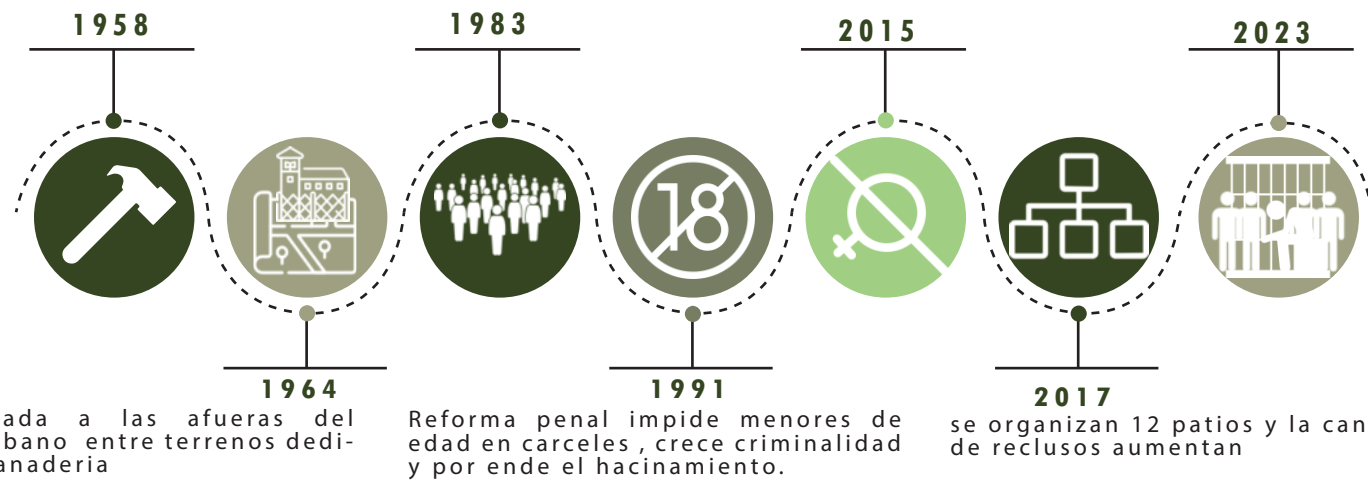 1958
1983
2015
2023
18
1964
1991
2017
ada a las afueras del
bano entre terrenos dedi-
anaderia
Reforma penal impide menores de
edad en carceles , crece criminalidad
y por ende el hacinamiento.
se organizan 12 patios y la can
de reclusos aumentan